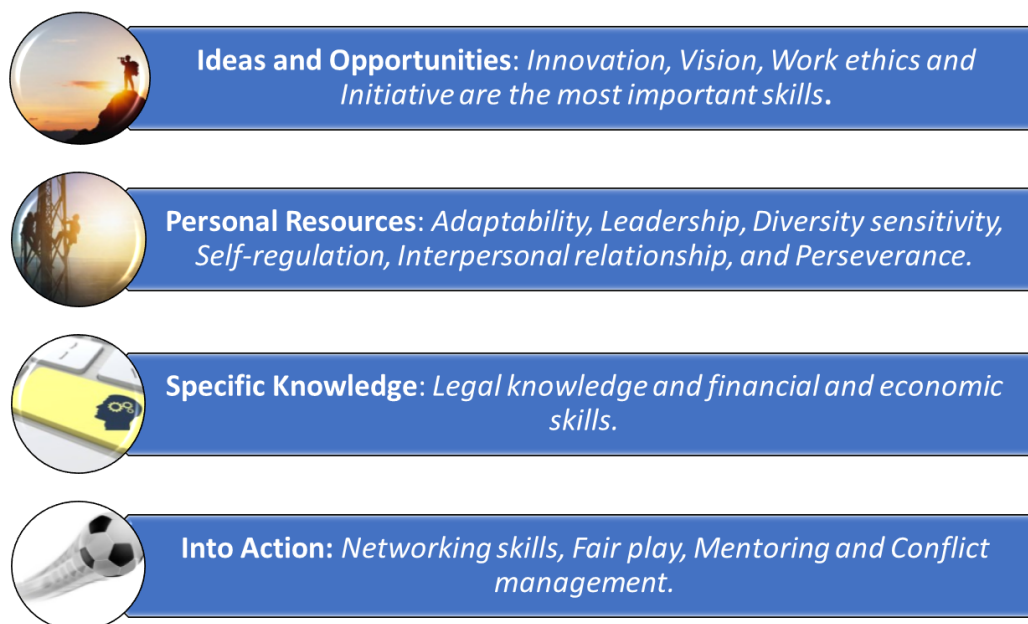 Ideas and Opportunities: Innovation, Vision, Work ethics and
Initiative are the most important skills.
Personal Resources: Adaptability, Leadership, Diversity sensitivity,
Self-regulation, Interpersonal relationship, and Perseverance.
Specific Knowledge: Legal knowledge and financial and economic
skills.
Into Action: Networking skills, Fair play, Mentoring and Conflict
management.